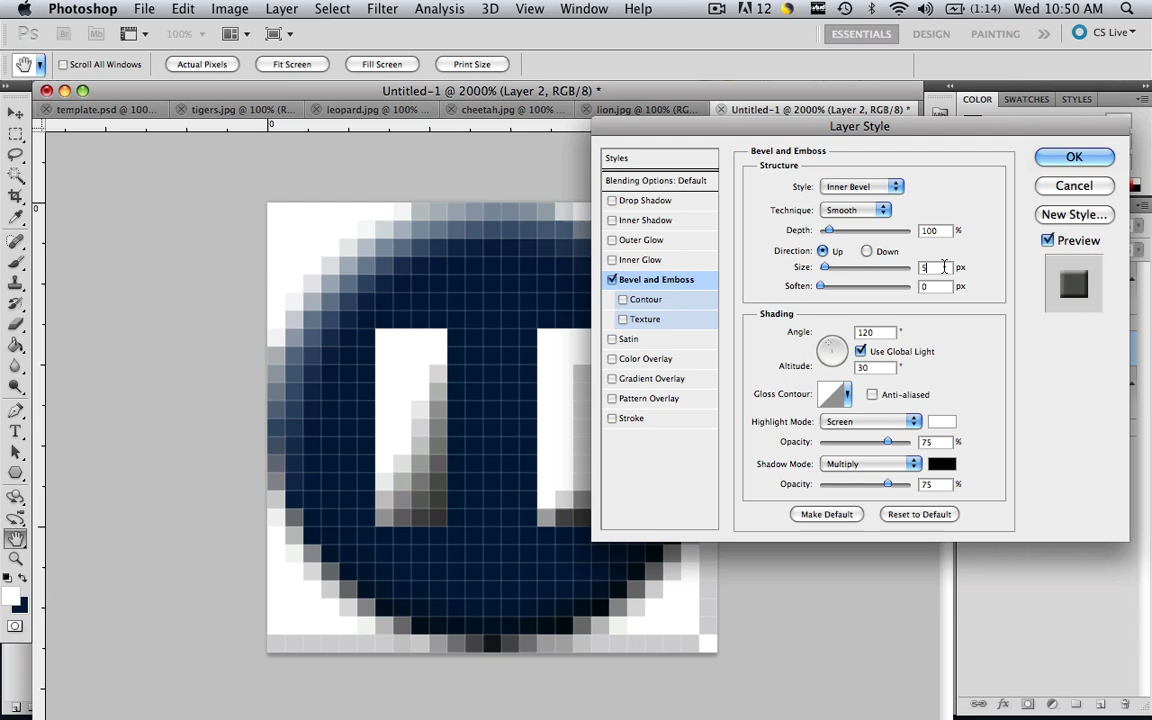 Photoshop File Edit Image Layer Select Filter Analysis 3D View Window Help 12 (1:14) Wed 10:50 AM
Ps Br Mb 100% ESSENTIALS DESIGN PAINTING CS Live
Scroll All Windows Actual Pixels Fit Screen Fill Screen Print Size
Untitled-1 @ 2000% (Layer 2, RGB/8) *
COLOR SWATCHES STYLES
template.psd @ 100... tigers.jpg @ 100% (R... leopard.jpg @ 100% ... cheetah.jpg @ 100% ... lion.jpg @ 100% (RG... Untitled-1 @ 2000% (Layer 2, RGB/8) *
0
0
Layer Style
Styles
Blending Options: Default
Drop Shadow
Inner Shadow
Outer Glow
Inner Glow
Bevel and Emboss
Contour
Texture
Satin
Color Overlay
Gradient Overlay
Pattern Overlay
Stroke
Bevel and Emboss
Structure
Style: Inner Bevel
Technique: Smooth
Depth: 100 %
Direction: Up Down
Size: 5 px
Soften: 0 px
Shading
Angle: 120 °
Use Global Light
Altitude: 30 °
Gloss Contour: Anti-aliased
Highlight Mode: Screen
Opacity: 75 %
Shadow Mode: Multiply
Opacity: 75 %
Make Default Reset to Default
OK
Cancel
New Style...
Preview